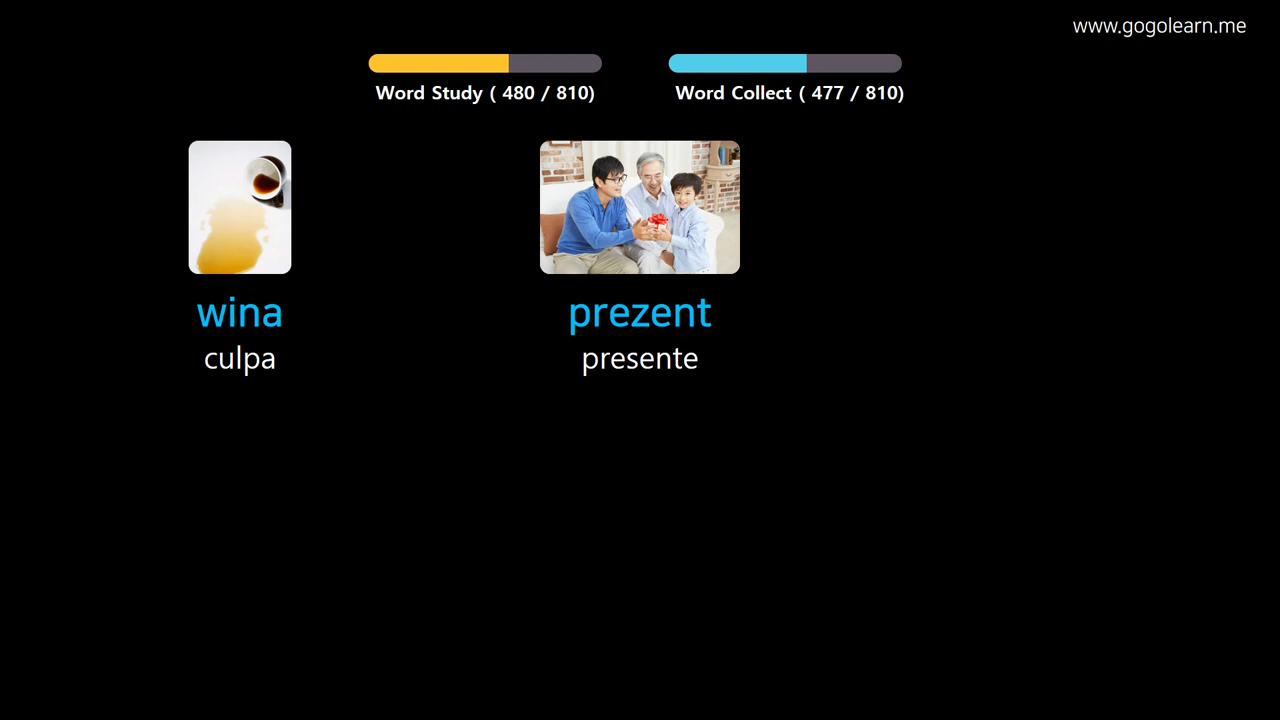 www.gogolearn.me
Word Study ( 480 / 810)
Word Collect ( 477 / 810)
wina
culpa
prezent
presente